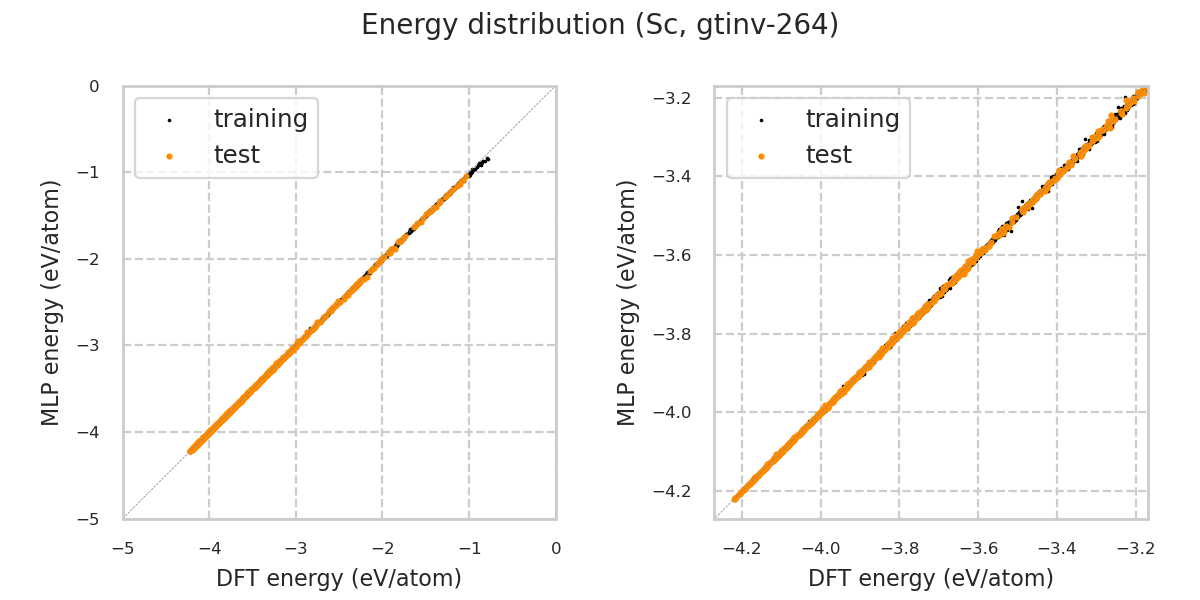 Energy distribution (Sc, gtinv-264)
training
test
MLP energy (eV/atom)
0
−1
−2
−3
−4
−5
−5
−4
−3
−2
−1
0
DFT energy (eV/atom)
training
test
MLP energy (eV/atom)
−3.2
−3.4
−3.6
−3.8
−4.0
−4.2
−4.2
−4.0
−3.8
−3.6
−3.4
−3.2
DFT energy (eV/atom)